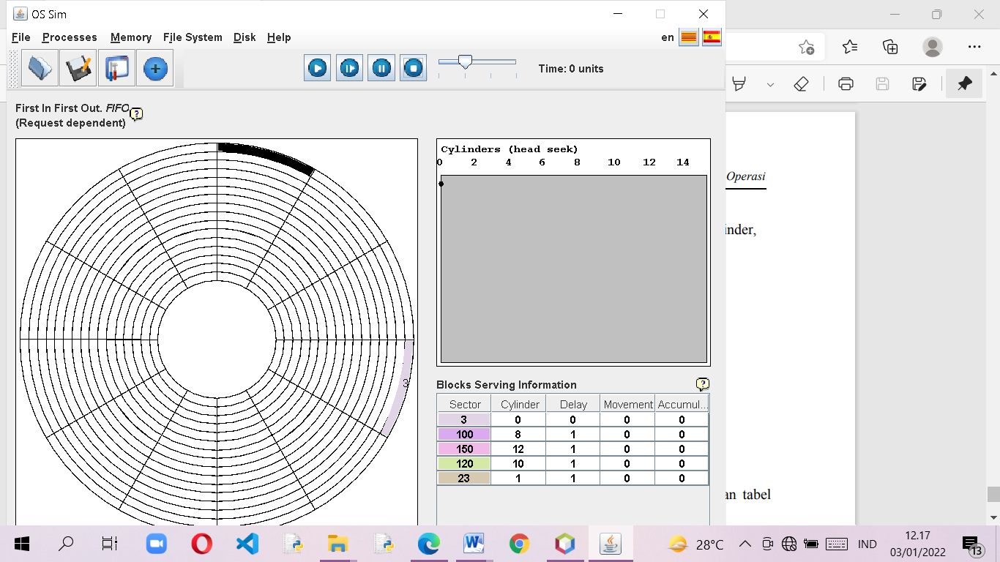 OS Sim
File Processes Memory File System Disk Help
en
Time: 0 units
First In First Out. FIFO
(Request dependent)
?
3
Cylinders (head seek)
0 2 4 6 8 10 12 14
Blocks Serving Information
?
Sector Cylinder Delay Movement Accumul...
3 0 0 0 0
100 8 1 0 0
150 12 1 0 0
120 10 1 0 0
23 1 1 0 0
Operasi
inder,
an tabel
28°C
IND
12.17
03/01/2022
13